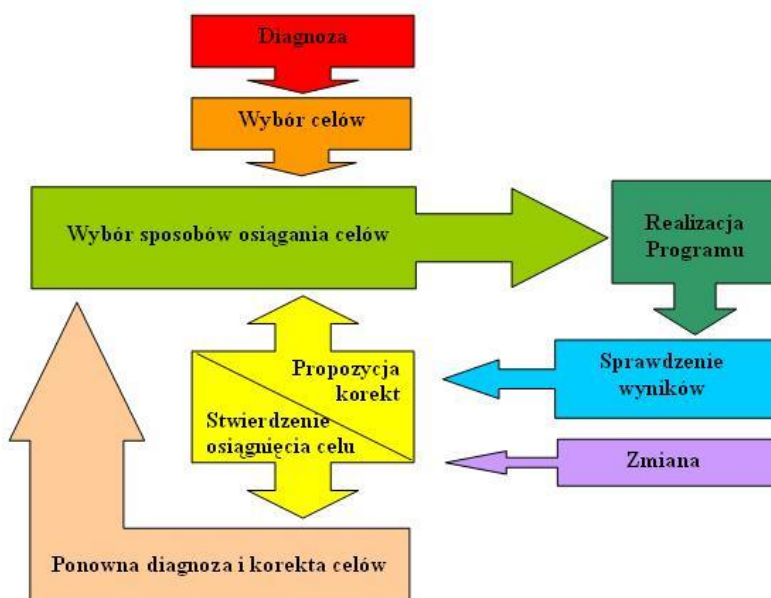 Diagnoza
Wybór celów
Wybór sposobów osiągania celów
Realizacja
Programu
Propozycja
korekt
Stwierdzenie
osiągnięcia celu
Sprawdzenie
wyników
Zmiana
Ponowna diagnoza i korekta celów